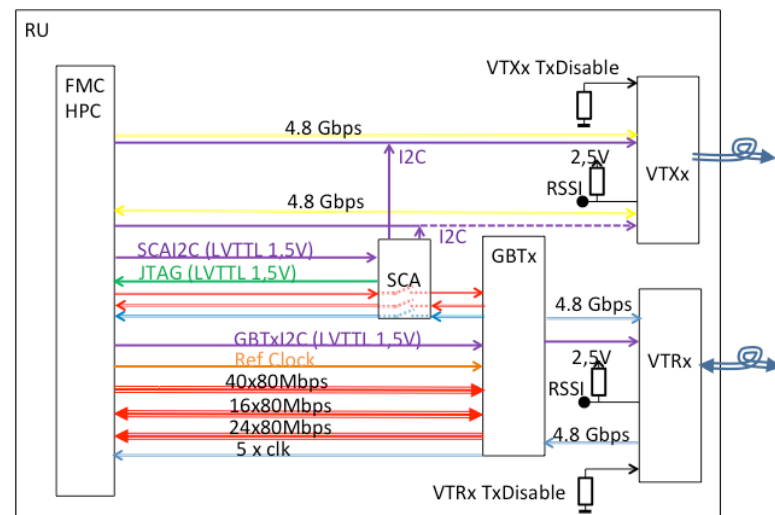 RU
FMC
HPC
VTXx TxDisable
4.8 Gbps
I2C
2,5V
RSSI
VTXx
4.8 Gbps
I2C
SCAI2C (LVTTL 1,5V)
JTAG (LVTTL 1,5V)
SCA
GBTx
4.8 Gbps
GBTxI2C (LVTTL 1,5V)
Ref Clock
2,5V
VTRx
40x80Mbps
RSSI
16x80Mbps
24x80Mbps
4.8 Gbps
5 x clk
VTRx TxDisable